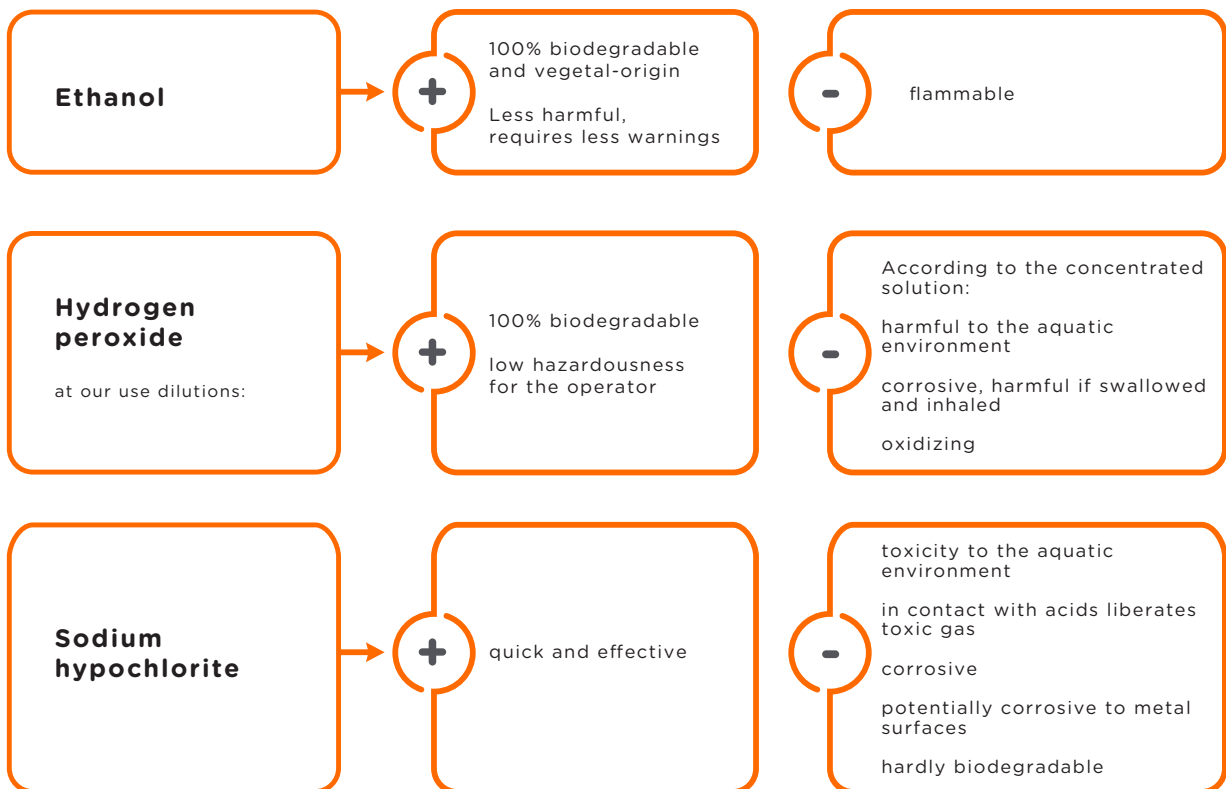 Ethanol
+
100% biodegradable
and vegetal-origin
Less harmful,
requires less warnings
-
flammable
Hydrogen
peroxide
at our use dilutions:
+
100% biodegradable
low hazardousness
for the operator
-
According to the concentrated
solution:
harmful to the aquatic
environment
corrosive, harmful if swallowed
and inhaled
oxidizing
Sodium
hypochlorite
+
quick and effective
-
toxicity to the aquatic
environment
in contact with acids liberates
toxic gas
corrosive
potentially corrosive to metal
surfaces
hardly biodegradable